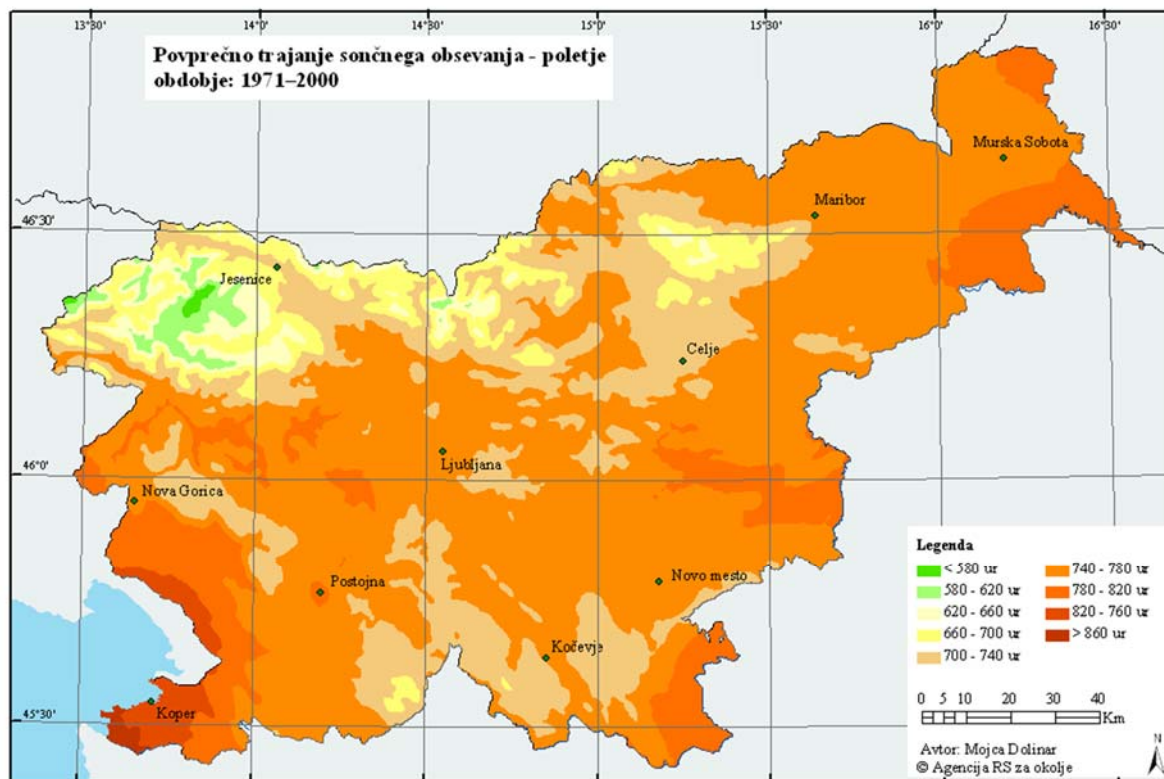 13°30' 14°0' 14°30' 15°0' 15°30' 16°0' 16°30'
Povprečno trajanje sončnega obsevanja - poletje
obdobje: 1971–2000
Murska Sobota
Maribor
46°30'
Jesenice
Celje
Ljubljana
46°0'
Nova Gorica
Postojna
Novo mesto
Kočevje
Koper
45°30'
Legenda
< 580 ur 740 - 780 ur
580 - 620 ur 780 - 820 ur
620 - 660 ur 820 - 760 ur
660 - 700 ur > 860 ur
700 - 740 ur
0 5 10 20 30 40
Km
Avtor: Mojca Dolinar
© Agencija RS za okolje
N